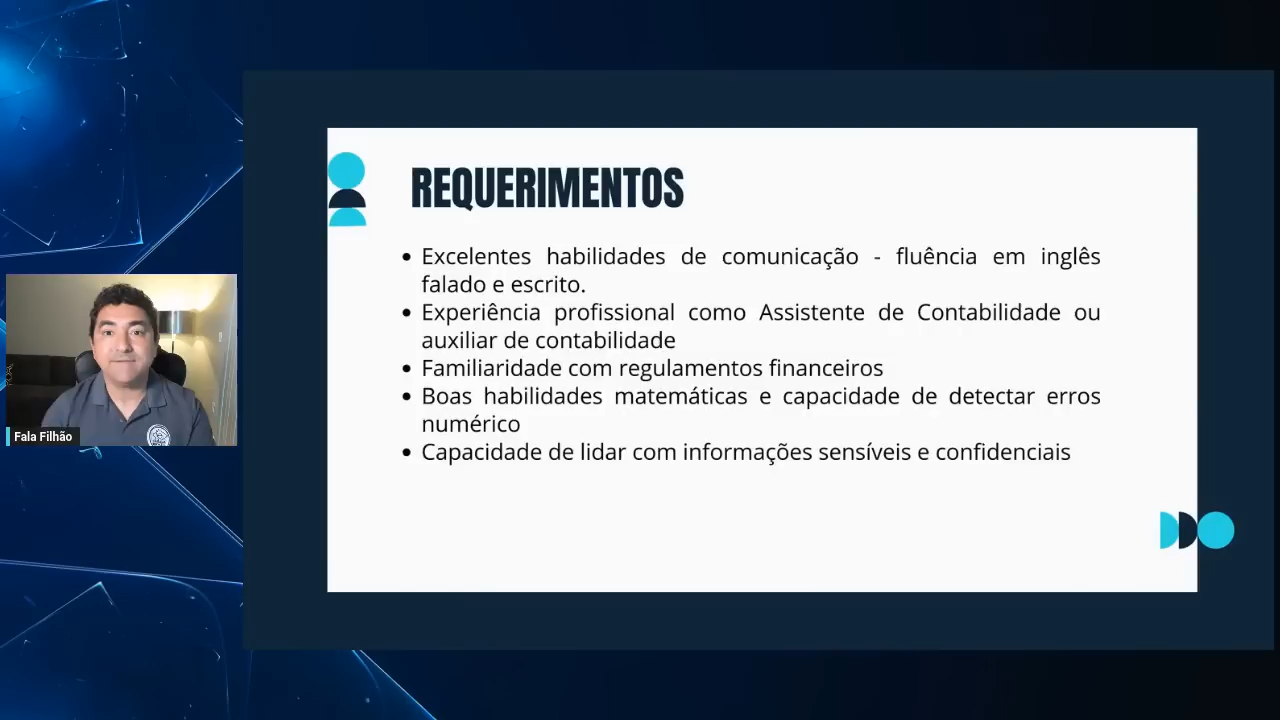 REQUERIMENTOS
Excelentes habilidades de comunicação - fluência em inglês
falado e escrito.
Experiência profissional como Assistente de Contabilidade ou
auxiliar de contabilidade
Familiaridade com regulamentos financeiros
Boas habilidades matemáticas e capacidade de detectar erros
numérico
Capacidade de lidar com informações sensíveis e confidenciais
Fala Filhão